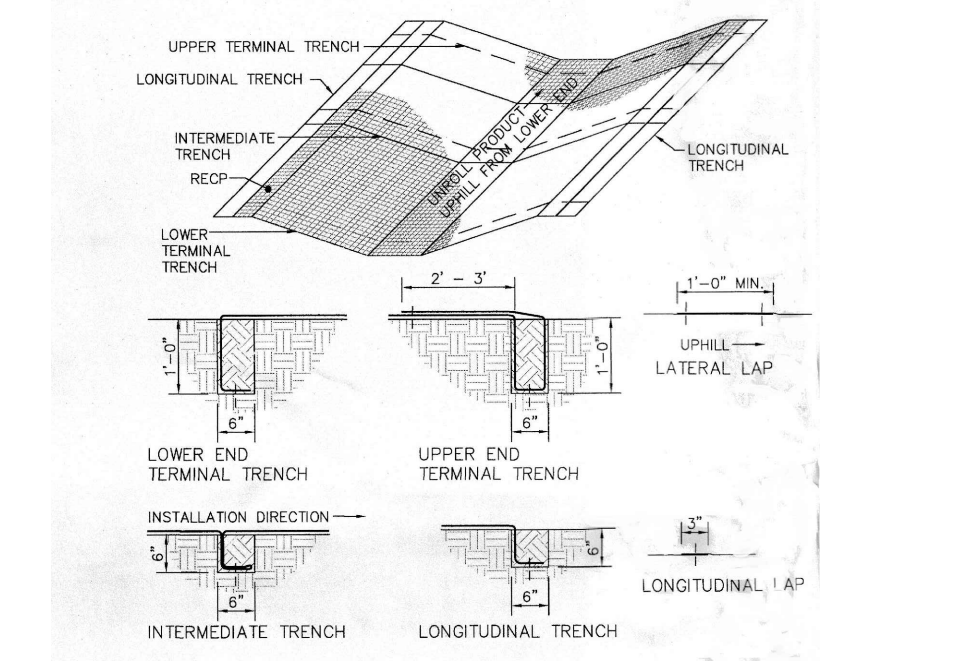 UPPER TERMINAL TRENCH
LONGITUDINAL TRENCH
INTERMEDIATE
TRENCH
RECP
LOWER
TERMINAL
TRENCH
UNROLL PRODUCT
UPHILL FROM LOWER END
LONGITUDINAL
TRENCH
2' - 3'
1'-0" MIN.
1'-0"
1'-0"
UPHILL
LATERAL LAP
6"
6"
LOWER END
TERMINAL TRENCH
UPPER END
TERMINAL TRENCH
INSTALLATION DIRECTION
3"
6"
6"
LONGITUDINAL LAP
6"
6"
INTERMEDIATE TRENCH
LONGITUDINAL TRENCH